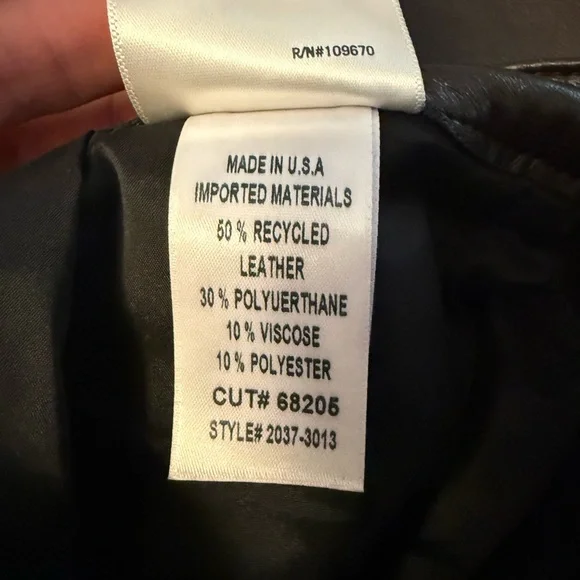 R/N#109670
MADE IN U.S.A
IMPORTED MATERIALS
50 % RECYCLED
LEATHER
30 % POLYUERTHANE
10 % VISCOSE
10 % POLYESTER
CUT# 68205
STYLE# 2037-3013